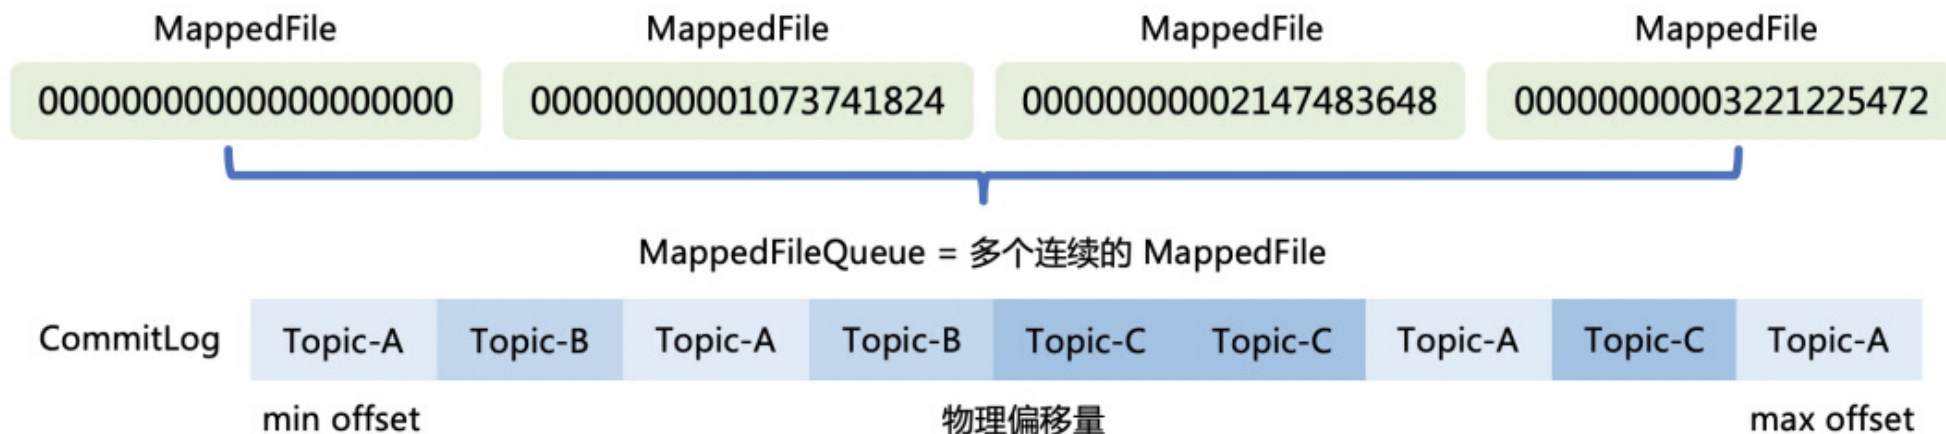 MappedFile MappedFile MappedFile MappedFile
00000000000000000000 00000000001073741824 00000000002147483648 00000000003221225472
MappedFileQueue = 多个连续的 MappedFile
CommitLog Topic-A Topic-B Topic-A Topic-B Topic-C Topic-C Topic-A Topic-C Topic-A
min offset 物理偏移量 max offset